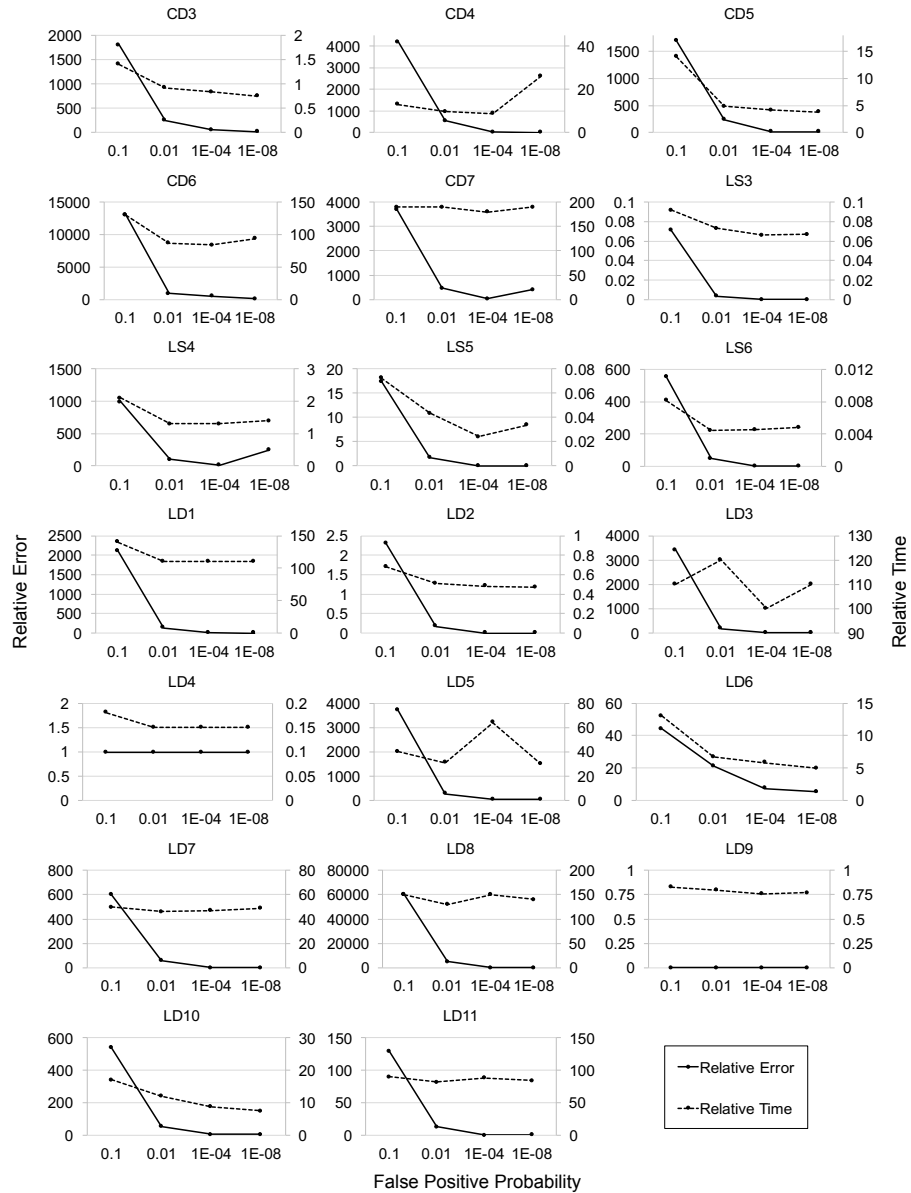 CD3 CD4 CD5
2000 2 4000 40 1500 15
1500 1.5 3000
1000 1 2000 20 1000 10
500 0.5 1000 500 5
0 0 0 0 0 0
0.1 0.01 1E-04 1E-08 0.1 0.01 1E-04 1E-08 0.1 0.01 1E-04 1E-08
CD6 CD7 LS3
15000 150 4000 200 0.1 0.1
3000 150 0.08 0.08
10000 100 2000 100 0.06 0.06
5000 50 0.04 0.04
1000 50 0.02 0.02
0 0 0 0 0 0
0.1 0.01 1E-04 1E-08 0.1 0.01 1E-04 1E-08 0.1 0.01 1E-04 1E-08
LS4 LS5 LS6
1500 3 20 0.08 600 0.012
1000 2 15 0.06 400 0.008
10 0.04
500 1 5 0.02 200 0.004
0 0 0 0 0 0
0.1 0.01 1E-04 1E-08 0.1 0.01 1E-04 1E-08 0.1 0.01 1E-04 1E-08
Relative Error
Relative Time
LD1 LD2 LD3
2500 150 2.5 1 4000 130
2000 2 0.8 3000 120
1500 100 1.5 0.6 2000 110
1000 50 1 0.4 1000 100
500 0.5 0.2
0 0 0 0 0 90
0.1 0.01 1E-04 1E-08 0.1 0.01 1E-04 1E-08 0.1 0.01 1E-04 1E-08
LD4 LD5 LD6
2 0.2 4000 80 60 15
1.5 0.15 3000 60 40 10
1 0.1 2000 40
0.5 0.05 1000 20 20 5
0 0 0 0 0 0
0.1 0.01 1E-04 1E-08 0.1 0.01 1E-04 1E-08 0.1 0.01 1E-04 1E-08
LD7 LD8 LD9
800 80 80000 200 1 1
600 60 60000 150 0.75 0.75
400 40 40000 100 0.5 0.5
200 20 20000 50 0.25 0.25
0 0 0 0 0 0
0.1 0.01 1E-04 1E-08 0.1 0.01 1E-04 1E-08 0.1 0.01 1E-04 1E-08
LD10 LD11
600 30 150 150
400 20 100 100
200 10 50 50
0 0 0 0
0.1 0.01 1E-04 1E-08 0.1 0.01 1E-04 1E-08
Relative Error
Relative Time
False Positive Probability